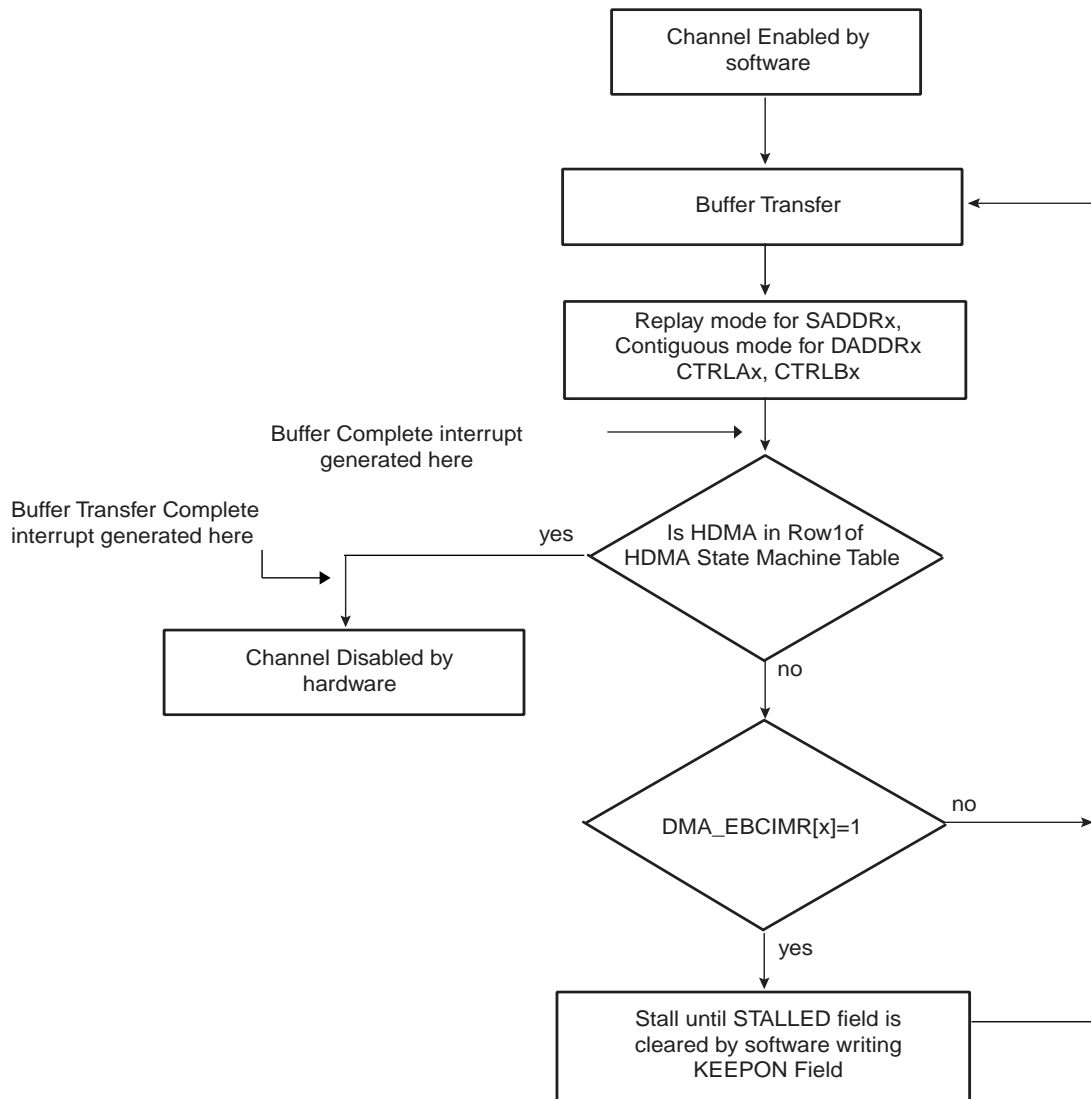 Channel Enabled by
software
Buffer Transfer
Replay mode for SADDRx,
Contiguous mode for DADDRx
CTRLAx, CTRLBx
Buffer Complete interrupt
generated here
Buffer Transfer Complete
interrupt generated here
yes
Is HDMA in Row1of
HDMA State Machine Table
Channel Disabled by
hardware
no
DMA_EBCIMR[x]=1
no
yes
Stall until STALLED field is
cleared by software writing
KEEPON Field